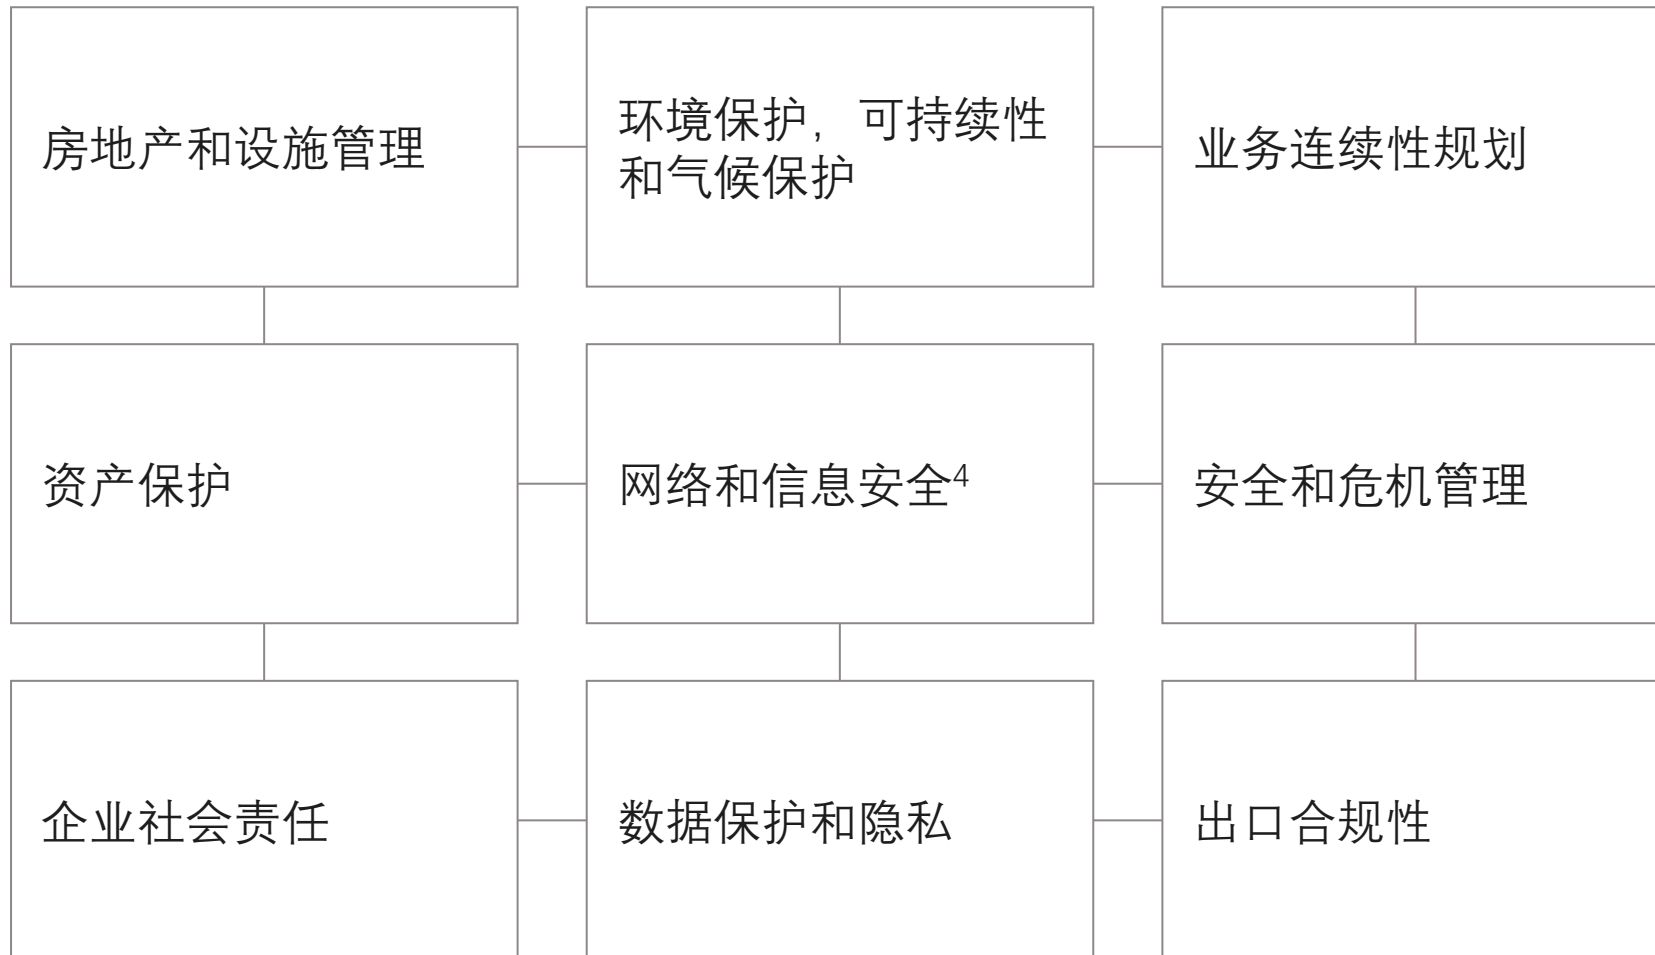 房地产和设施管理
环境保护，可持续性
和气候保护
业务连续性规划
资产保护
网络和信息安全⁴
安全和危机管理
企业社会责任
数据保护和隐私
出口合规性